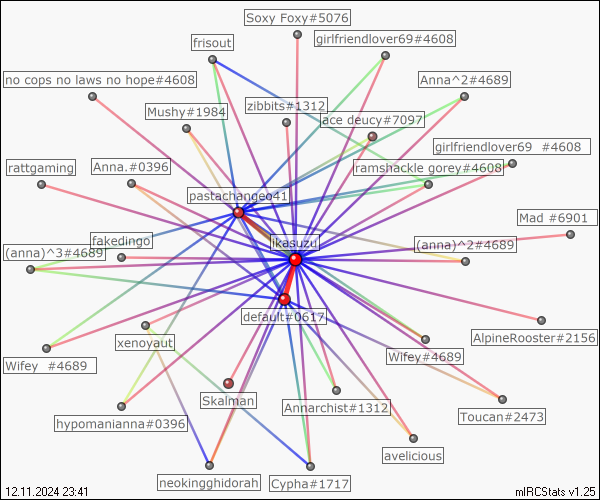 Soxy Foxy#5076
girlfriendlover69#4608
frisout
no cops no laws no hope#4608
Anna^2#4689
zibbits#1312
Mushy#1984
ace deucy#7097
girlfriendlover69 #4608
rattgaming
Anna.#0396
ramshackle gorey#4608
pastachangeo41
Mad #6901
fakedingo
ikasuzu
(anna)^2#4689
(anna)^3#4689
default#0617
AlpineRooster#2156
xenoyaut
Wifey#4689
Wifey #4689
Skalman
Annarchist#1312
Toucan#2473
hypomanianna#0396
avelicious
neokingghidorah
Cypha#1717
12.11.2024 23:41
mIRCStats v1.25